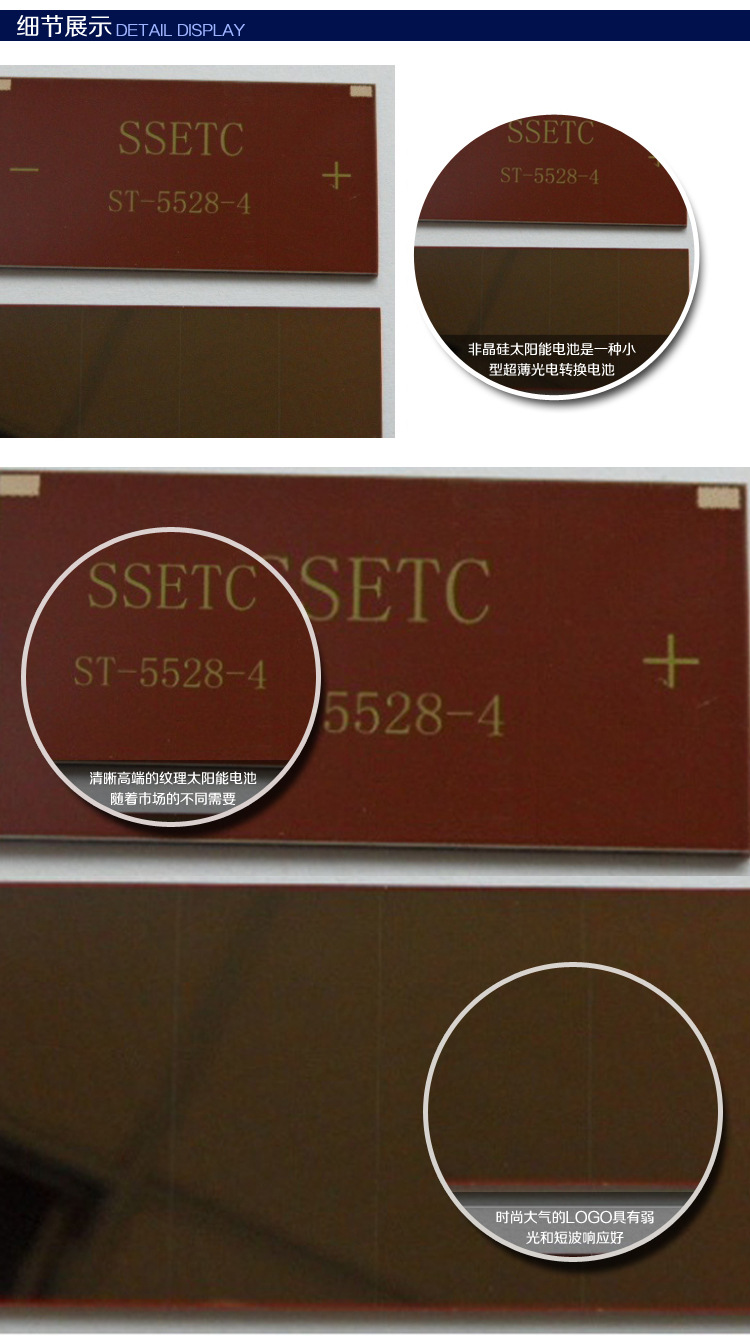 细节展示 DETAIL DISPLAY
SSETC
— +
ST-5528-4
SSETC
ST-5528-4
非晶硅太阳能电池是一种小
型超薄光电转换电池
SSETC
SSETC
+
ST-5528-4
5528-4
清晰高端的纹理太阳能电池
随着市场的不同需要
时尚大气的LOGO具有弱
光和短波响应好